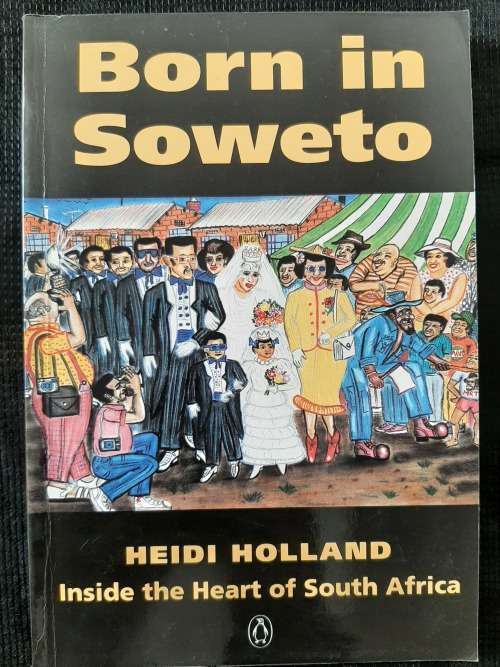 Born in
Soweto
HEIDI HOLLAND
Inside the Heart of South Africa